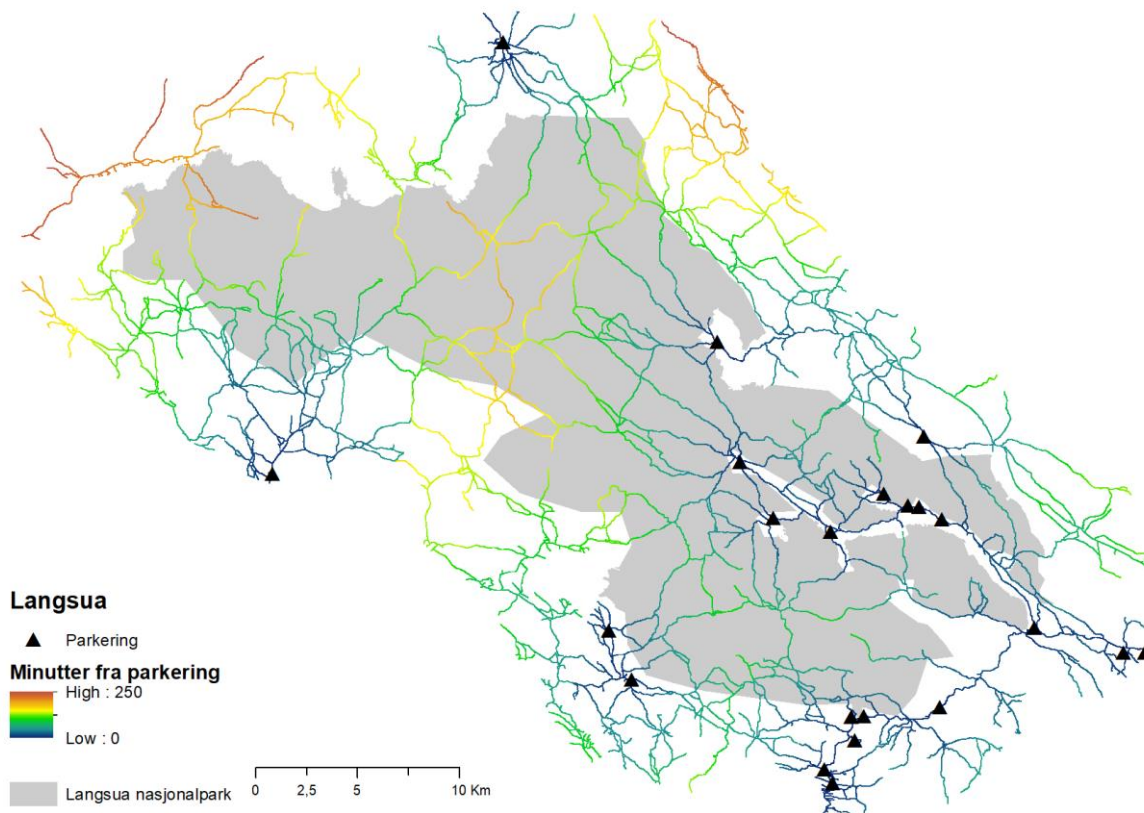 Langsua
Parkering
Minutter fra parkering
High : 250
Low : 0
Langsua nasjonalpark
0 2,5 5 10 Km